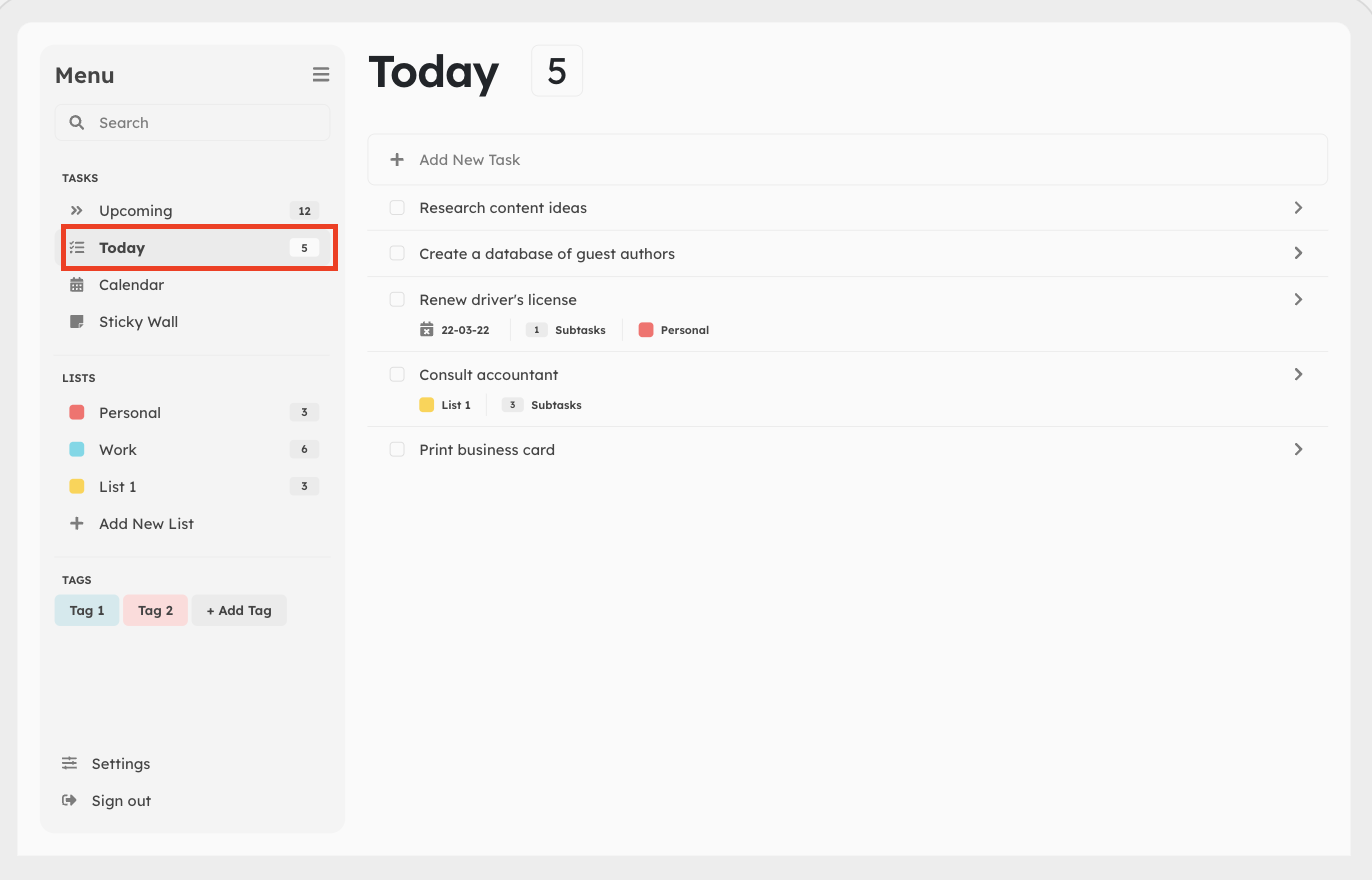 Menu
Search
TASKS
Upcoming 12
Today 5
Calendar
Sticky Wall
LISTS
Personal 3
Work 6
List 1 3
Add New List
TAGS
Tag 1 Tag 2 + Add Tag
Settings
Sign out
Today 5
Add New Task
Research content ideas
Create a database of guest authors
Renew driver's license
22-03-22 1 Subtasks Personal
Consult accountant
List 1 3 Subtasks
Print business card